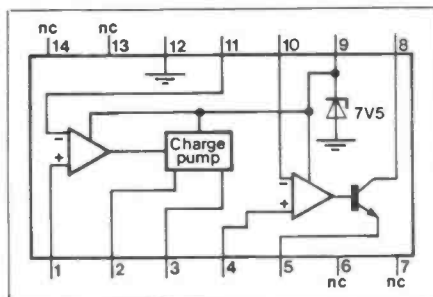 nc nc
14 13 12 11 10 9 8
7V5
Charge
pump
− −
+ +
1 2 3 4 5 6 7
nc nc